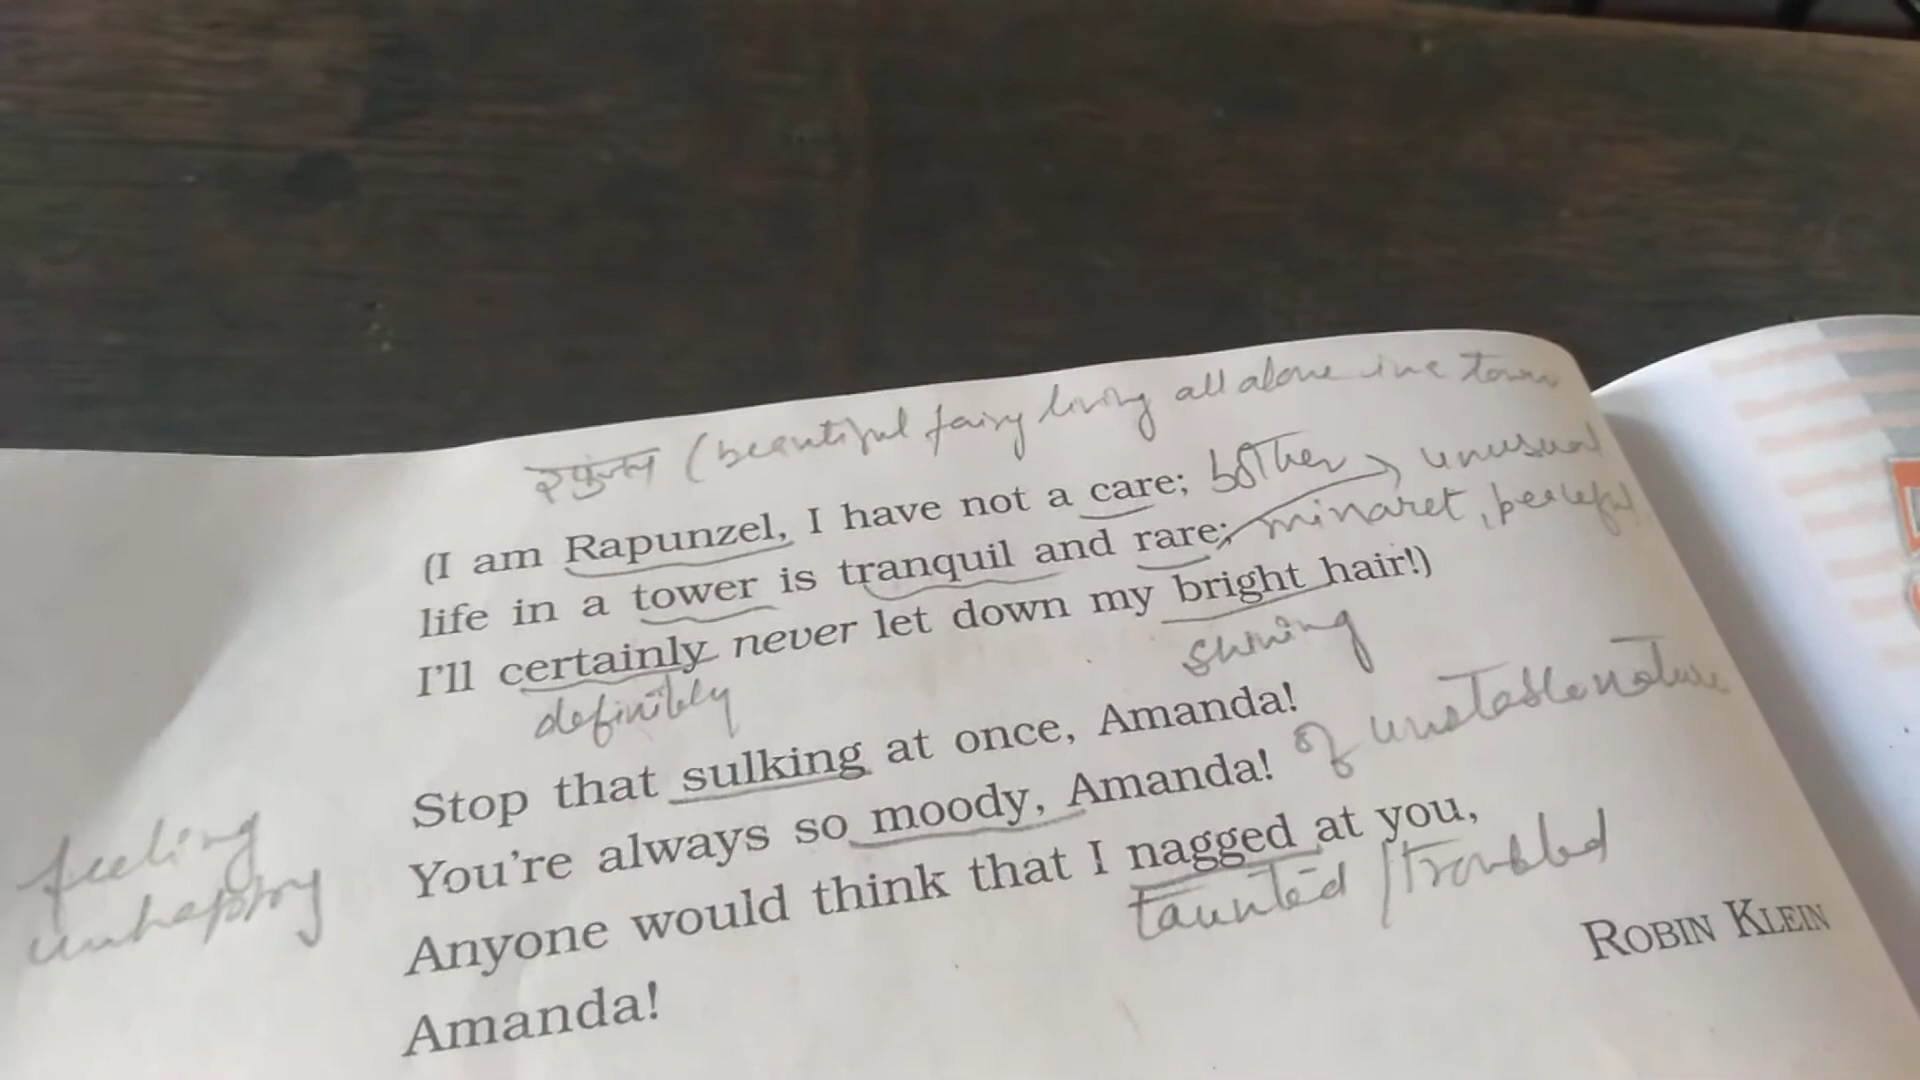 (beautiful fairy living all alone in a tower
(I am Rapunzel, I have not a care; bother → unusual
life in a tower is tranquil and rare; minaret, peaceful
I'll certainly never let down my bright hair!)
definitely shining
Stop that sulking at once, Amanda!
You're always so moody, Amanda! of unstable nature
feeling unhappy
Anyone would think that I nagged at you,
taunted / troubled
Amanda!
ROBIN KLEIN